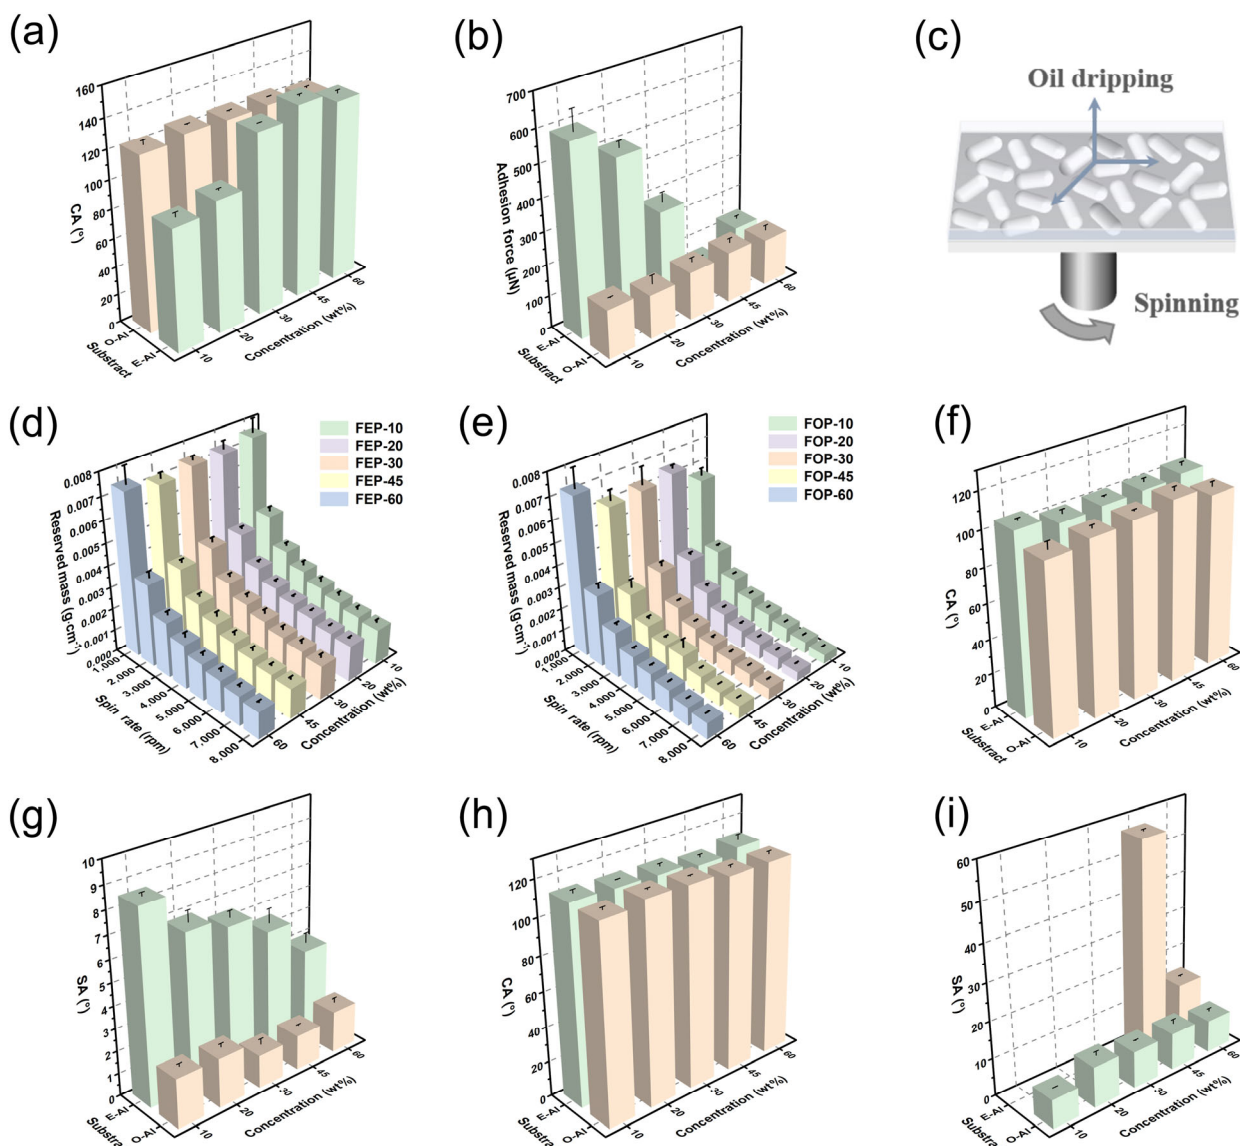 (a)
160
140
120
100
80
60
40
20
0
CA (°)
O-Al
E-Al
Substract
10
20
30
45
60
Concentration (wt%)
(b)
700
600
500
400
300
200
100
0
Adhesion force (μN)
E-Al
O-Al
Substract
10
20
30
45
60
Concentration (wt%)
(c)
Oil dripping
Spinning
(d)
FEP-10
FEP-20
FEP-30
FEP-45
FEP-60
0.008
0.007
0.006
0.005
0.004
0.003
0.002
0.001
0.000
Reserved mass (g·cm⁻¹)
1,000
2,000
3,000
4,000
5,000
6,000
7,000
8,000
Spin rate (rpm)
60
45
30
20
10
Concentration (wt%)
(e)
FOP-10
FOP-20
FOP-30
FOP-45
FOP-60
0.008
0.007
0.006
0.005
0.004
0.003
0.002
0.001
0.000
Reserved mass (g·cm⁻¹)
1,000
2,000
3,000
4,000
5,000
6,000
7,000
8,000
Spin rate (rpm)
60
45
30
20
10
Concentration (wt%)
(f)
120
100
80
60
40
20
0
CA (°)
E-Al
O-Al
Substract
10
20
30
45
60
Concentration (wt%)
(g)
10
9
8
7
6
5
4
3
2
1
0
SA (°)
E-Al
O-Al
Substract
10
20
30
45
60
Concentration (wt%)
(h)
120
100
80
60
40
20
0
CA (°)
E-Al
O-Al
Substract
10
20
30
45
60
Concentration (wt%)
(i)
60
50
40
30
20
10
0
SA (°)
E-Al
O-Al
Substract
10
20
30
45
60
Concentration (wt%)